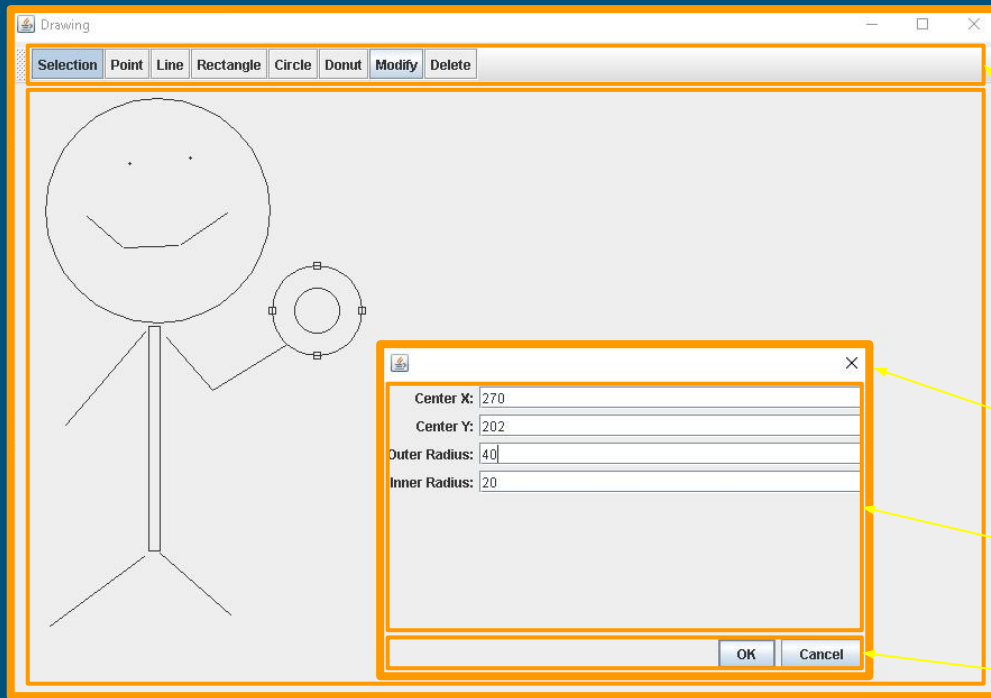 Drawing
Selection Point Line Rectangle Circle Donut Modify Delete
Center X: 270
Center Y: 202
Outer Radius: 40
Inner Radius: 20
OK Cancel